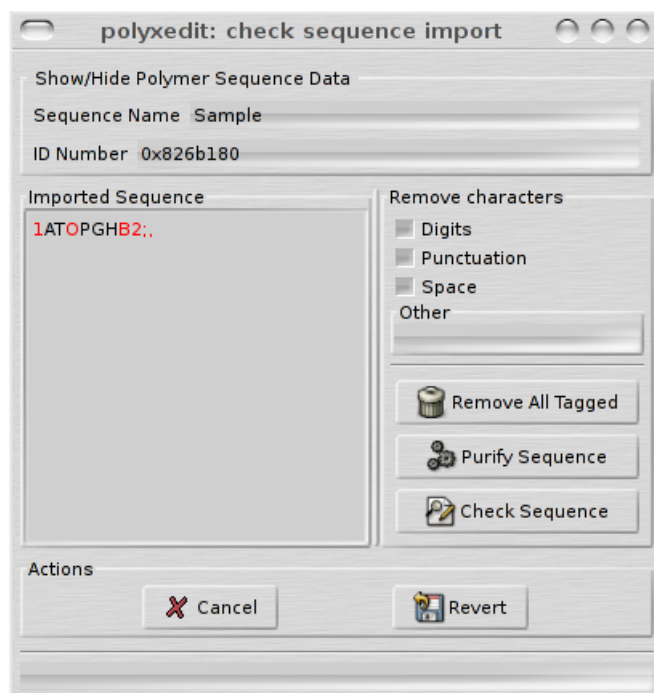 polyxedit: check sequence import
Show/Hide Polymer Sequence Data
Sequence Name Sample
ID Number 0x826b180
Imported Sequence
1ATOPGHB2;,
Remove characters
Digits
Punctuation
Space
Other
Remove All Tagged
Purify Sequence
Check Sequence
Actions
Cancel
Revert